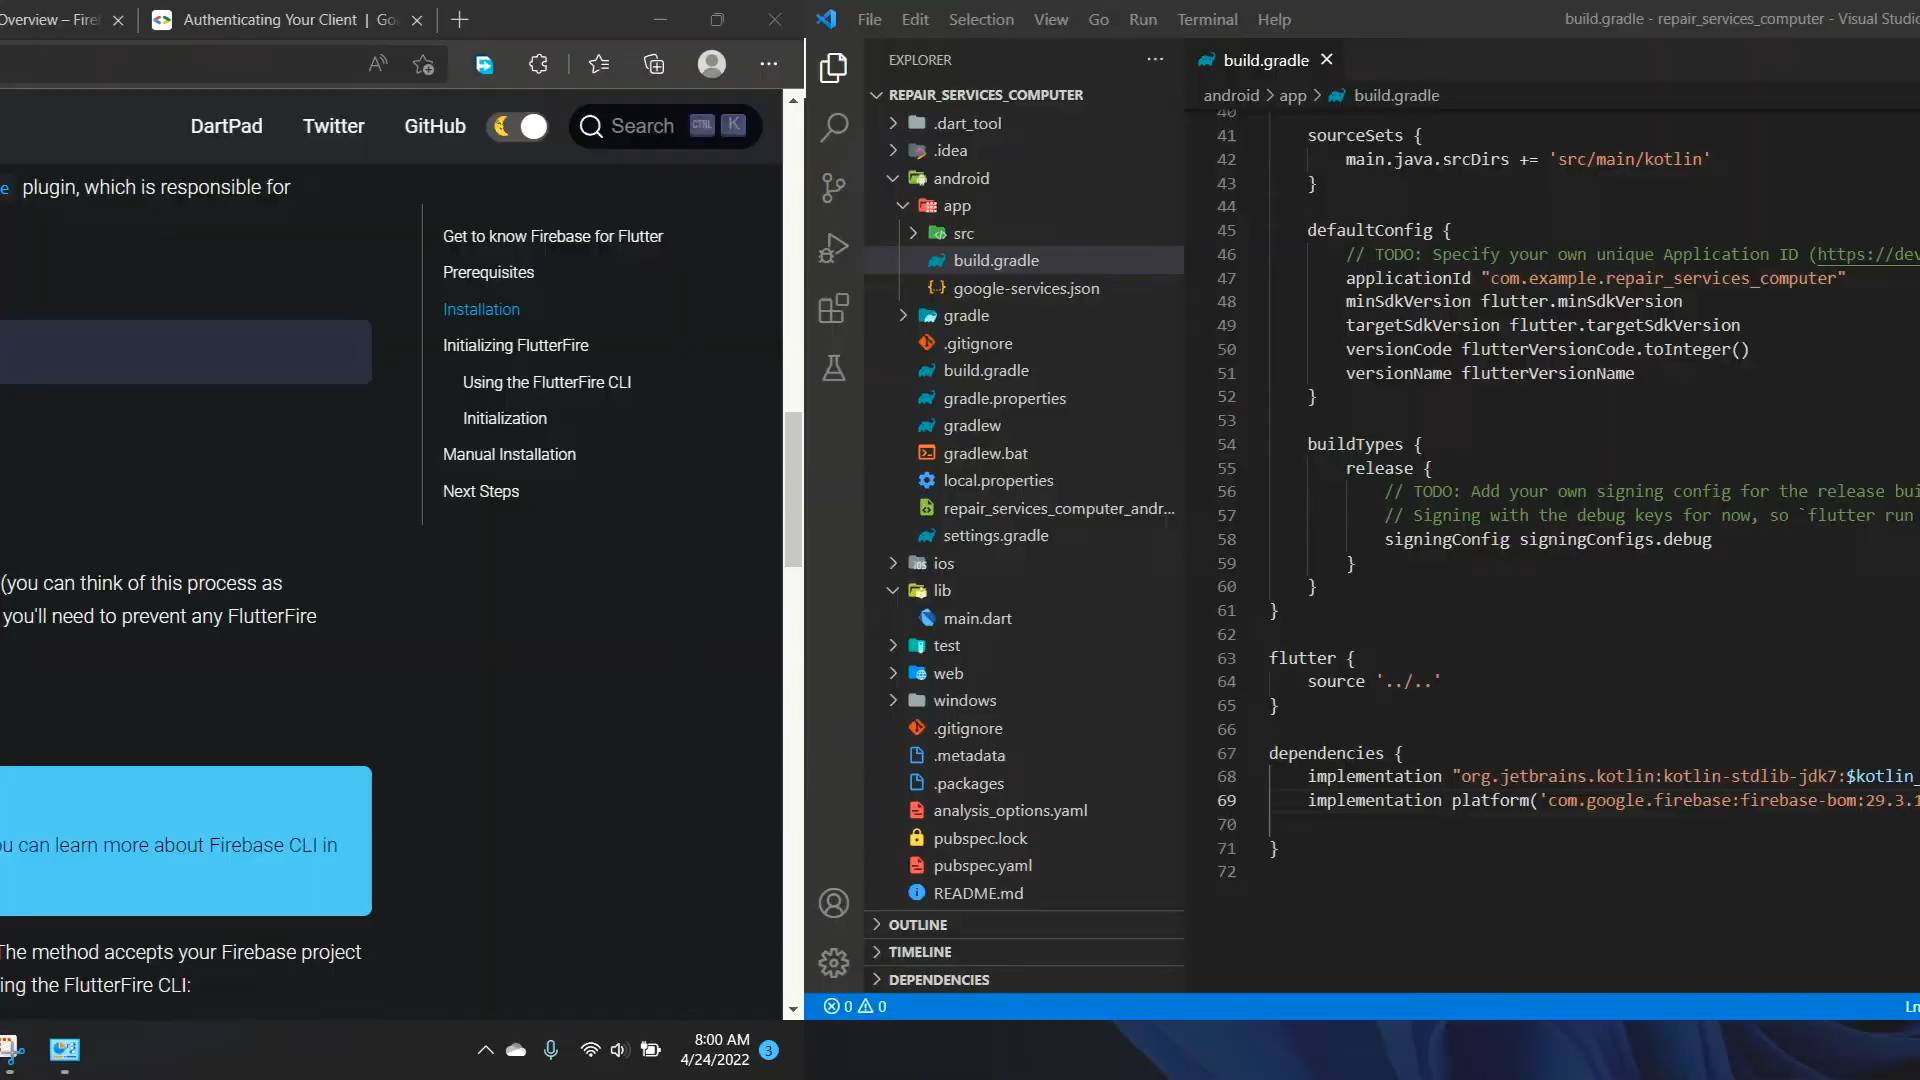 Overview – Fire
Authenticating Your Client | Go
DartPad
Twitter
GitHub
Search
CTRL
K
e plugin, which is responsible for
Get to know Firebase for Flutter
Prerequisites
Installation
Initializing FlutterFire
Using the FlutterFire CLI
Initialization
Manual Installation
Next Steps
(you can think of this process as
you'll need to prevent any FlutterFire
ou can learn more about Firebase CLI in
The method accepts your Firebase project
ing the FlutterFire CLI:
8:00 AM
4/24/2022
3
File
Edit
Selection
View
Go
Run
Terminal
Help
build.gradle - repair_services_computer - Visual Studio
EXPLORER
REPAIR_SERVICES_COMPUTER
.dart_tool
.idea
android
app
src
build.gradle
google-services.json
gradle
.gitignore
build.gradle
gradle.properties
gradlew
gradlew.bat
local.properties
repair_services_computer_andr...
settings.gradle
ios
lib
main.dart
test
web
windows
.gitignore
.metadata
.packages
analysis_options.yaml
pubspec.lock
pubspec.yaml
README.md
OUTLINE
TIMELINE
DEPENDENCIES
0
0
build.gradle
android > app > build.gradle
40
41 sourceSets {
42 main.java.srcDirs += 'src/main/kotlin'
43 }
44
45 defaultConfig {
46 // TODO: Specify your own unique Application ID (https://dev
47 applicationId "com.example.repair_services_computer"
48 minSdkVersion flutter.minSdkVersion
49 targetSdkVersion flutter.targetSdkVersion
50 versionCode flutterVersionCode.toInteger()
51 versionName flutterVersionName
52 }
53
54 buildTypes {
55 release {
56 // TODO: Add your own signing config for the release bui
57 // Signing with the debug keys for now, so `flutter run
58 signingConfig signingConfigs.debug
59 }
60 }
61 }
62
63 flutter {
64 source '../..'
65 }
66
67 dependencies {
68 implementation "org.jetbrains.kotlin:kotlin-stdlib-jdk7:$kotlin_
69 implementation platform('com.google.firebase:firebase-bom:29.3.1
70
71 }
72
Ln